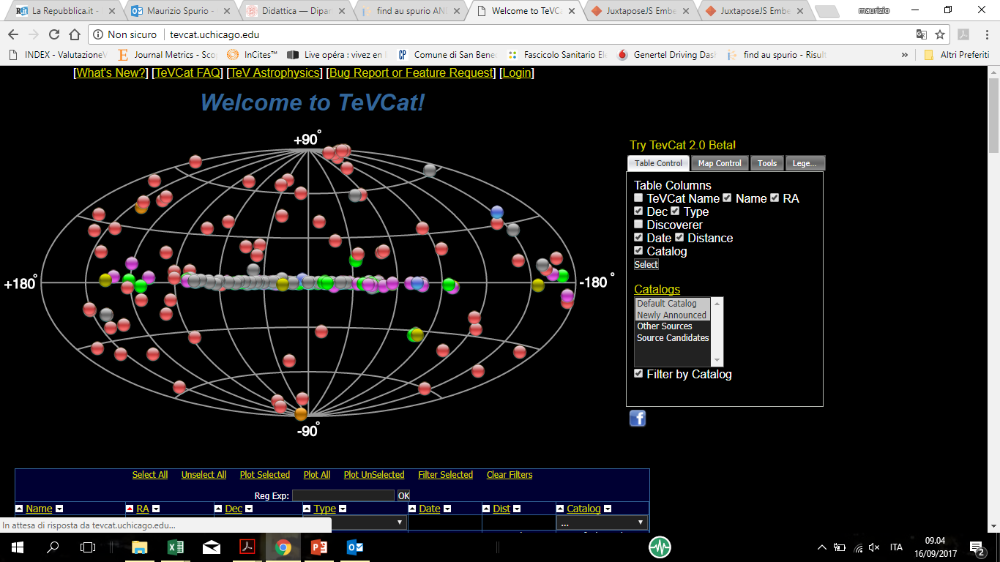 La Repubblica.it -
Maurizio Spurio -
Didattica — Dipar
find au spurio AN
Welcome to TeVCa
JuxtaposeJS Embe
JuxtaposeJS Embe
maurizio
Non sicuro
tevcat.uchicago.edu
INDEX - ValutazioneV
Journal Metrics - Scop
InCites™
Live opéra : vivez en
Comune di San Bene
Fascicolo Sanitario Ele
Genertel Driving Das
find au spurio - Risult
»
Altri Preferiti
[What's New?] [TeVCat FAQ] [TeV Astrophysics] [Bug Report or Feature Request] [Login]
Welcome to TeVCat!
+90°
+180°
-180°
-90°
Try TevCat 2.0 Beta!
Table Control
Map Control
Tools
Lege...
Table Columns
TeVCat Name Name RA
Dec Type
Discoverer
Date Distance
Catalog
Select
Catalogs
Default Catalog
Newly Announced
Other Sources
Source Candidates
Filter by Catalog
Select All Unselect All Plot Selected Plot All Plot UnSelected Filter Selected Clear Filters
Reg Exp: OK
Name RA Dec Type Date Dist Catalog
...
In attesa di risposta da tevcat.uchicago.edu...
ITA
09.04
16/09/2017
2